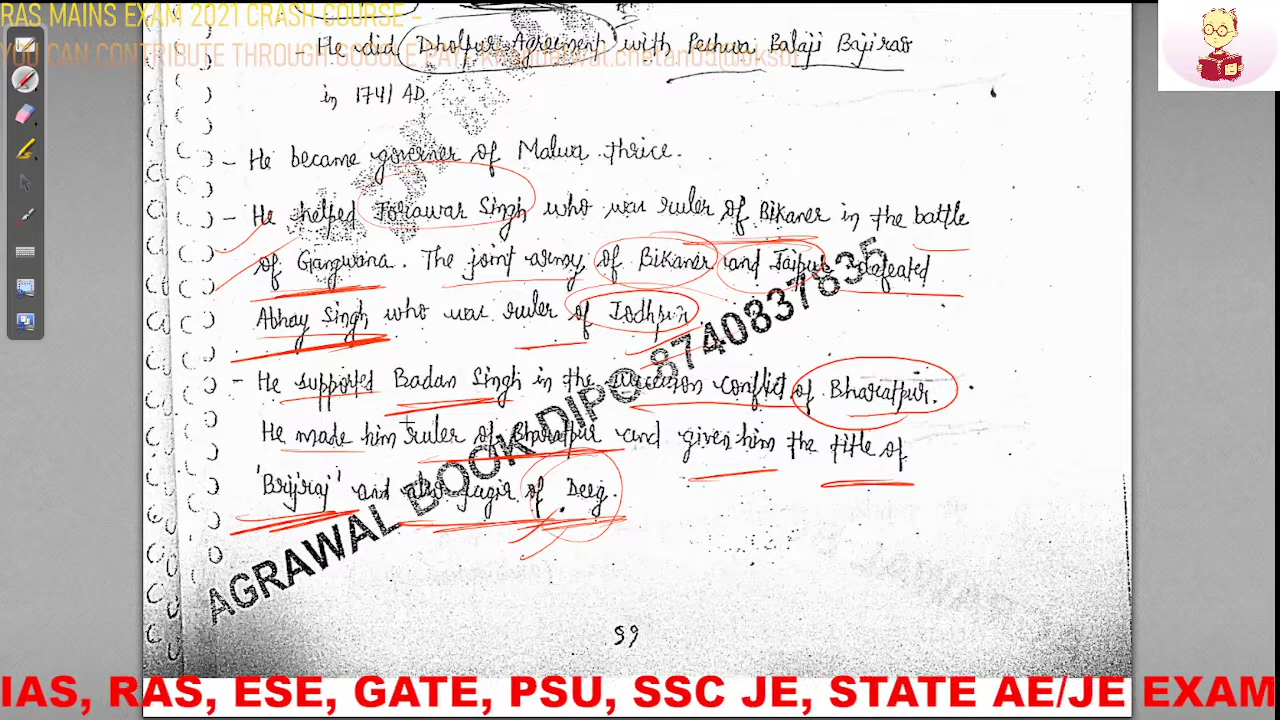 RAS MAINS EXAM 2021 CRASH COURSE -
YOU CAN CONTRIBUTE THROUGH GOOGLE PAY
- He did Dholpur Agreement with Peshwa Balaji Bajirao
in 1741 AD
- He became governer of Malwa thrice.
- He helped Jorawar Singh who was ruler of Bikaner in the battle
of Gangwana. The joint army of Bikaner and Jaipur defeated
Abhay Singh who was ruler of Jodhpur
- He supported Badan Singh in the conflict of Bharatpur.
He made him ruler of Bharatpur and given him the title of
'Brijraj' and also Jagir of Deeg.
AGRAWAL BOOK DIPO 8740837835
59
IAS, RAS, ESE, GATE, PSU, SSC JE, STATE AE/JE EXAM